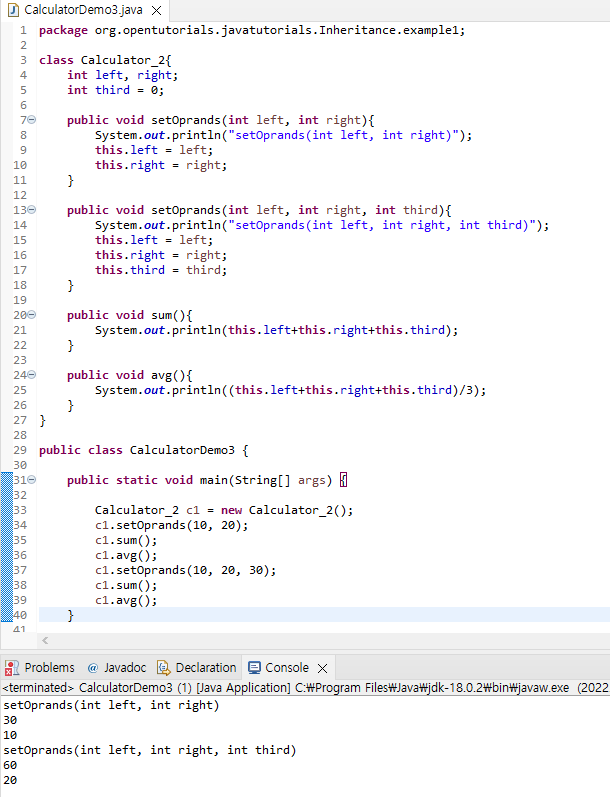 CalculatorDemo3.java
1 package org.opentutorials.javatutorials.Inheritance.example1;
2
3 class Calculator_2{
4     int left, right;
5     int third = 0;
6
7     public void setOprands(int left, int right){
8         System.out.println("setOprands(int left, int right)");
9         this.left = left;
10         this.right = right;
11     }
12
13     public void setOprands(int left, int right, int third){
14         System.out.println("setOprands(int left, int right, int third)");
15         this.left = left;
16         this.right = right;
17         this.third = third;
18     }
19
20     public void sum(){
21         System.out.println(this.left+this.right+this.third);
22     }
23
24     public void avg(){
25         System.out.println((this.left+this.right+this.third)/3);
26     }
27 }
28
29 public class CalculatorDemo3 {
30
31     public static void main(String[] args) {
32
33         Calculator_2 c1 = new Calculator_2();
34         c1.setOprands(10, 20);
35         c1.sum();
36         c1.avg();
37         c1.setOprands(10, 20, 30);
38         c1.sum();
39         c1.avg();
40     }
41
Problems @ Javadoc Declaration Console
<terminated> CalculatorDemo3 (1) [Java Application] C:₩Program Files₩Java₩jdk-18.0.2₩bin₩javaw.exe (2022
setOprands(int left, int right)
30
10
setOprands(int left, int right, int third)
60
20